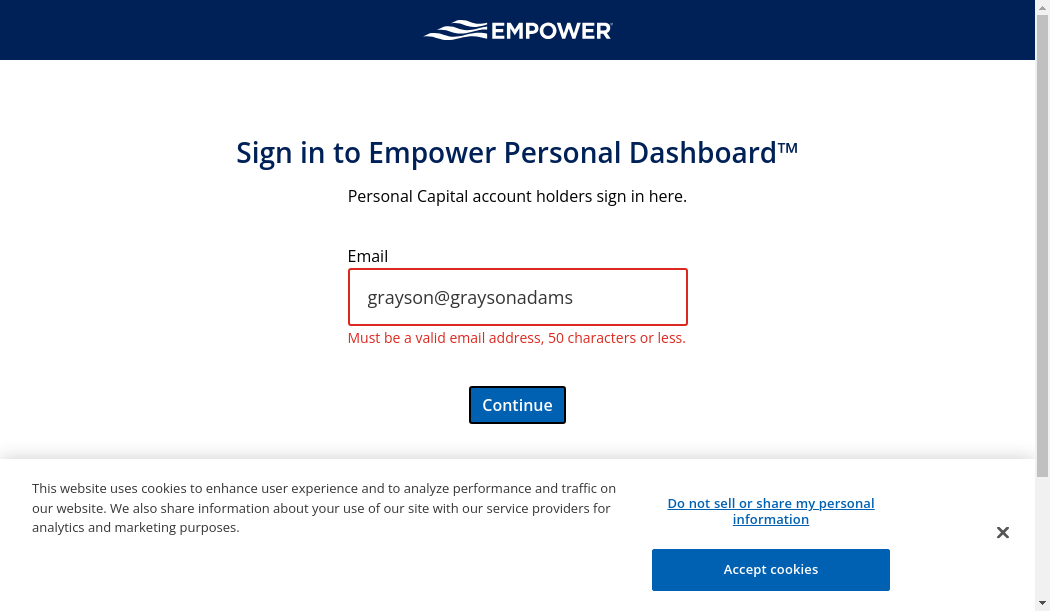 EMPOWER
Sign in to Empower Personal Dashboard™
Personal Capital account holders sign in here.
Email
grayson@graysonadams
Must be a valid email address, 50 characters or less.
Continue
This website uses cookies to enhance user experience and to analyze performance and traffic on
our website. We also share information about your use of our site with our service providers for
analytics and marketing purposes.
Do not sell or share my personal
information
Accept cookies